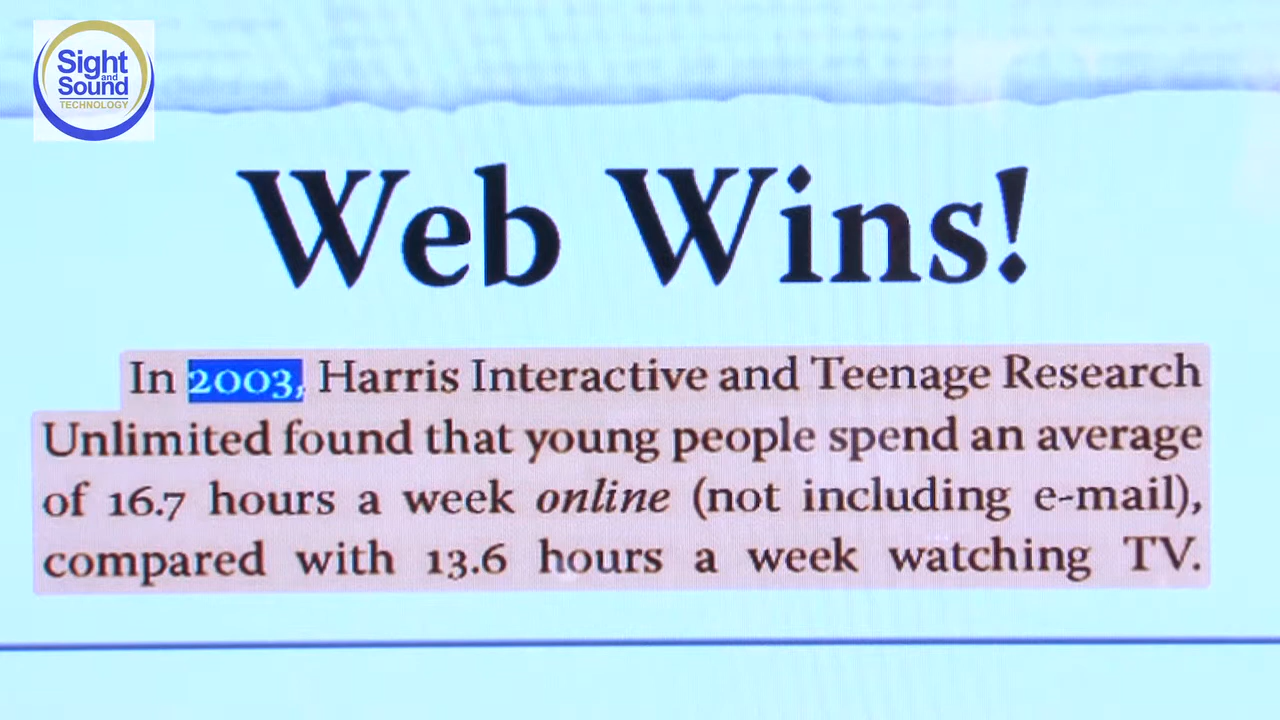 Sight
and
Sound
TECHNOLOGY
Web Wins!
In 2003, Harris Interactive and Teenage Research
Unlimited found that young people spend an average
of 16.7 hours a week online (not including e-mail),
compared with 13.6 hours a week watching TV.